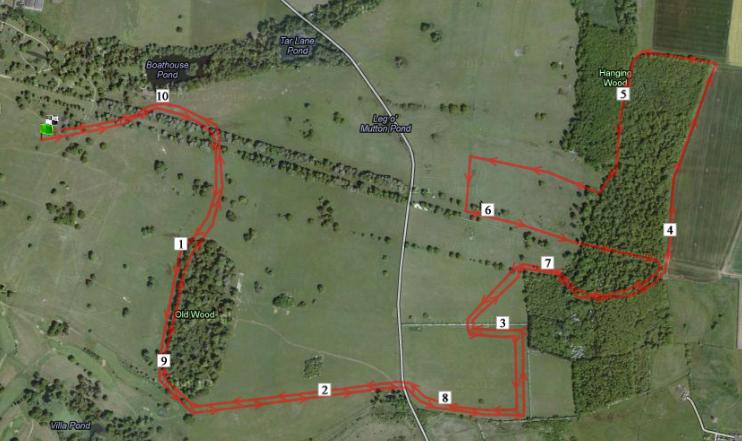 Tar Lane
Pond
Boathouse
Pond
Hanging
Wood
5
10
Leg o'
Mutton Pond
6
4
1
7
Old Wood
3
9
2
8
Villa Pond